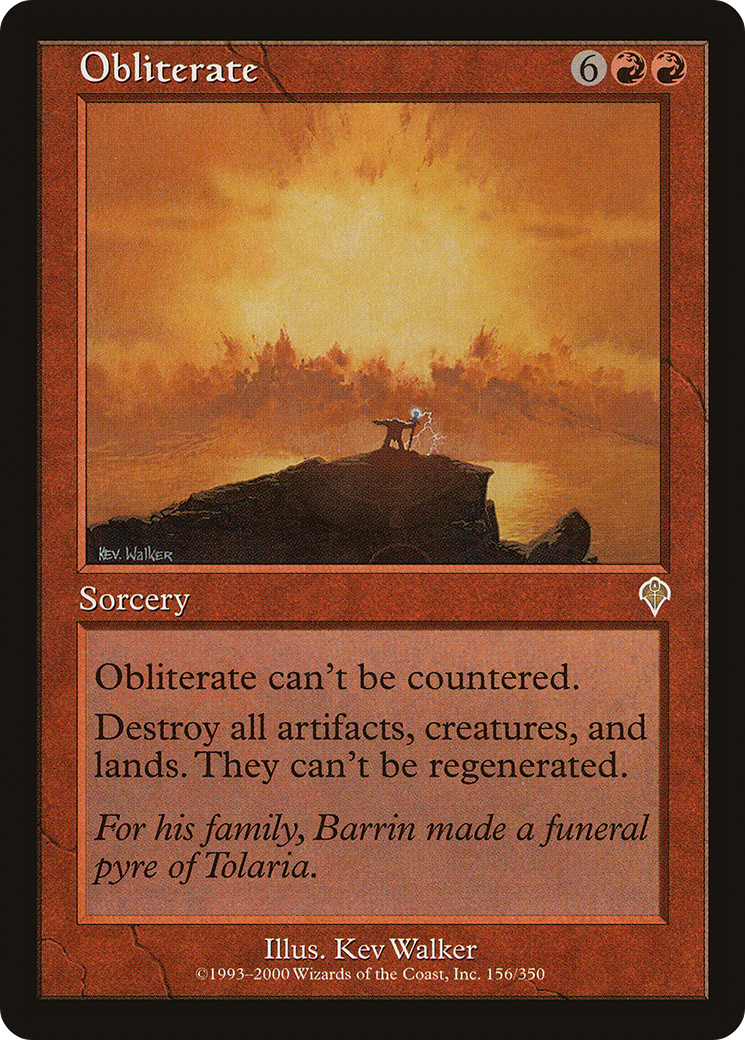 Obliterate 6
KEV. WALKER
Sorcery
Obliterate can't be countered.
Destroy all artifacts, creatures, and
lands. They can't be regenerated.
For his family, Barrin made a funeral
pyre of Tolaria.
Illus. Kev Walker
©1993–2000 Wizards of the Coast, Inc. 156/350